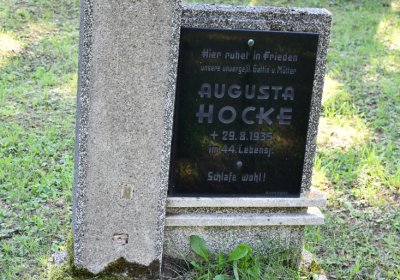 Hier ruhet in Frieden
unsere unvergeßl. Gattin u. Mutter
AUGUSTA
HOCKE
+ 29.8.1935
im 44. Lebensj.
Schlafe wohl!